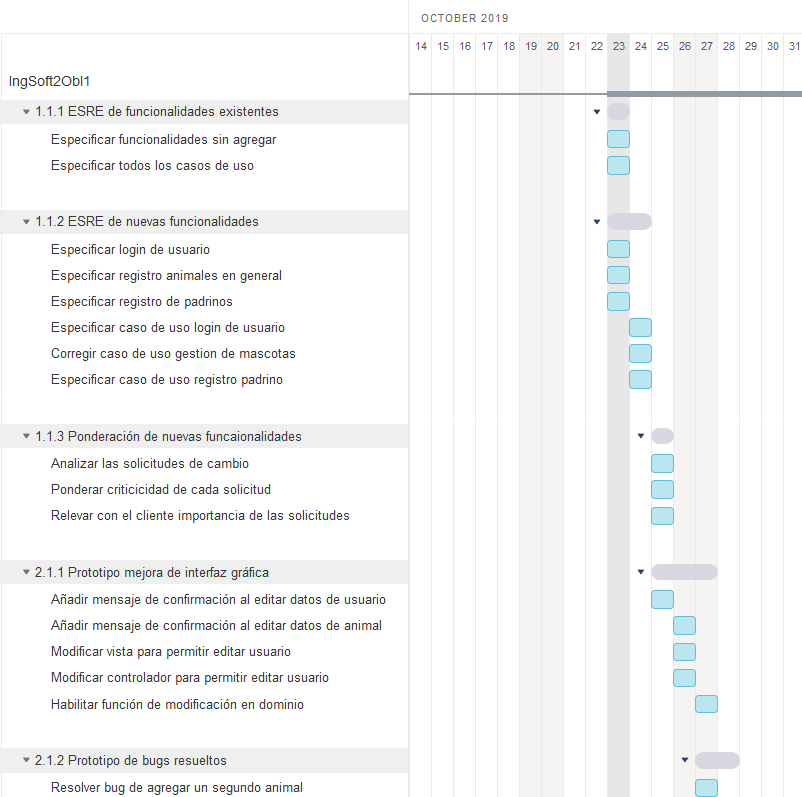 OCTOBER 2019
14 15 16 17 18 19 20 21 22 23 24 25 26 27 28 29 30 31
IngSoft2Obl1
1.1.1 ESRE de funcionalidades existentes
Especificar funcionalidades sin agregar
Especificar todos los casos de uso
1.1.2 ESRE de nuevas funcionalidades
Especificar login de usuario
Especificar registro animales en general
Especificar registro de padrinos
Especificar caso de uso login de usuario
Corregir caso de uso gestion de mascotas
Especificar caso de uso registro padrino
1.1.3 Ponderación de nuevas funcaionalidades
Analizar las solicitudes de cambio
Ponderar criticicidad de cada solicitud
Relevar con el cliente importancia de las solicitudes
2.1.1 Prototipo mejora de interfaz gráfica
Añadir mensaje de confirmación al editar datos de usuario
Añadir mensaje de confirmación al editar datos de animal
Modificar vista para permitir editar usuario
Modificar controlador para permitir editar usuario
Habilitar función de modificación en dominio
2.1.2 Prototipo de bugs resueltos
Resolver bug de agregar un segundo animal